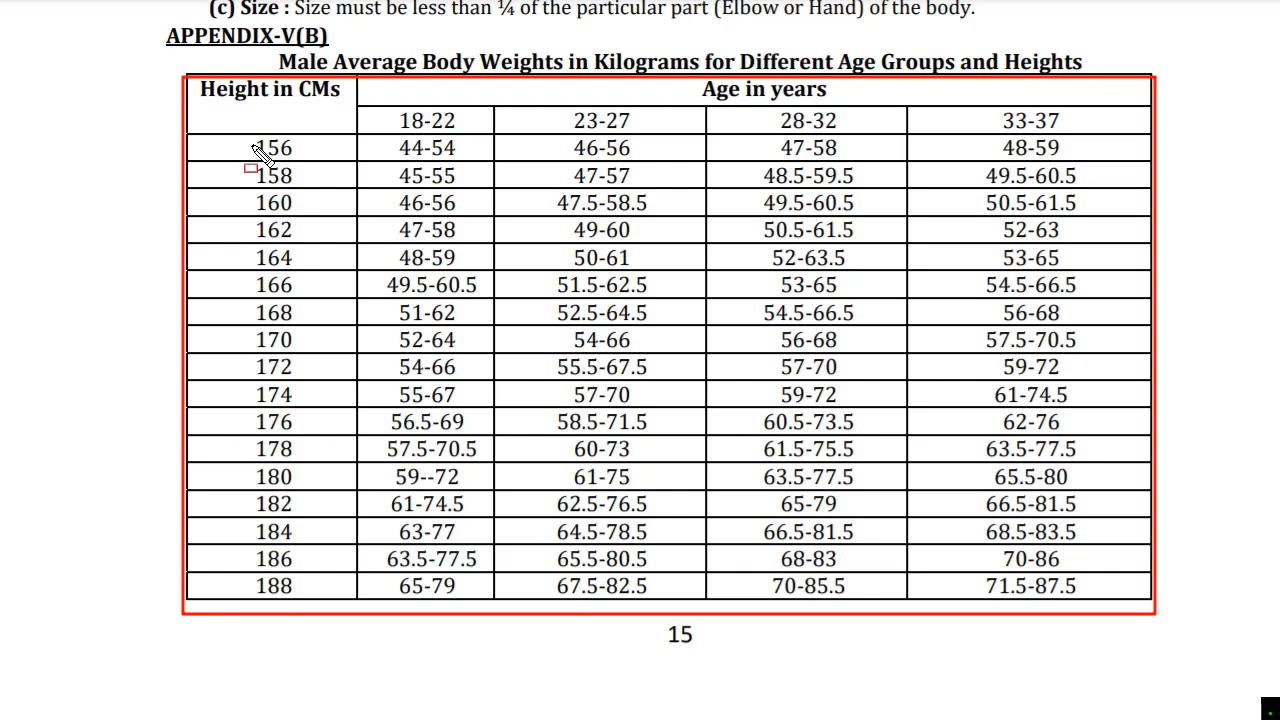 (c) Size : Size must be less than ¼ of the particular part (Elbow or Hand) of the body.
APPENDIX-V(B)
Male Average Body Weights in Kilograms for Different Age Groups and Heights
Height in CMs Age in years
18-22 23-27 28-32 33-37
156 44-54 46-56 47-58 48-59
158 45-55 47-57 48.5-59.5 49.5-60.5
160 46-56 47.5-58.5 49.5-60.5 50.5-61.5
162 47-58 49-60 50.5-61.5 52-63
164 48-59 50-61 52-63.5 53-65
166 49.5-60.5 51.5-62.5 53-65 54.5-66.5
168 51-62 52.5-64.5 54.5-66.5 56-68
170 52-64 54-66 56-68 57.5-70.5
172 54-66 55.5-67.5 57-70 59-72
174 55-67 57-70 59-72 61-74.5
176 56.5-69 58.5-71.5 60.5-73.5 62-76
178 57.5-70.5 60-73 61.5-75.5 63.5-77.5
180 59--72 61-75 63.5-77.5 65.5-80
182 61-74.5 62.5-76.5 65-79 66.5-81.5
184 63-77 64.5-78.5 66.5-81.5 68.5-83.5
186 63.5-77.5 65.5-80.5 68-83 70-86
188 65-79 67.5-82.5 70-85.5 71.5-87.5
15